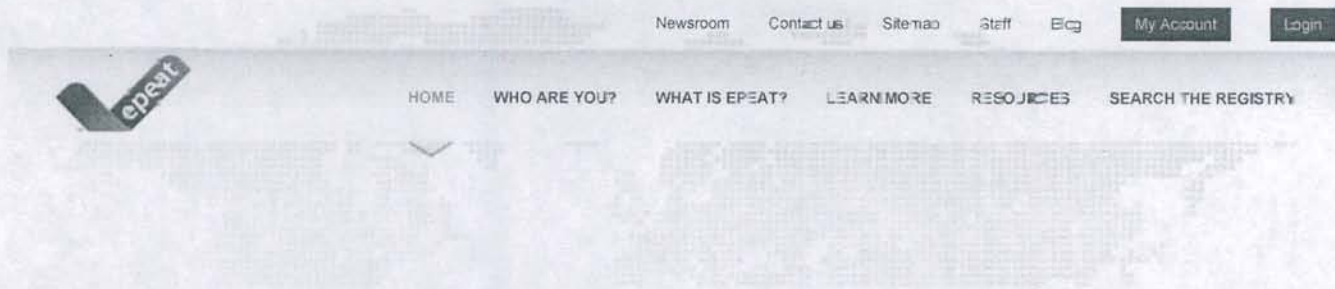 Newsroom Contact us Sitemap Staff Blog My Account Login
epeat
HOME WHO ARE YOU? WHAT IS EPEAT? LEARN MORE RESOURCES SEARCH THE REGISTRY